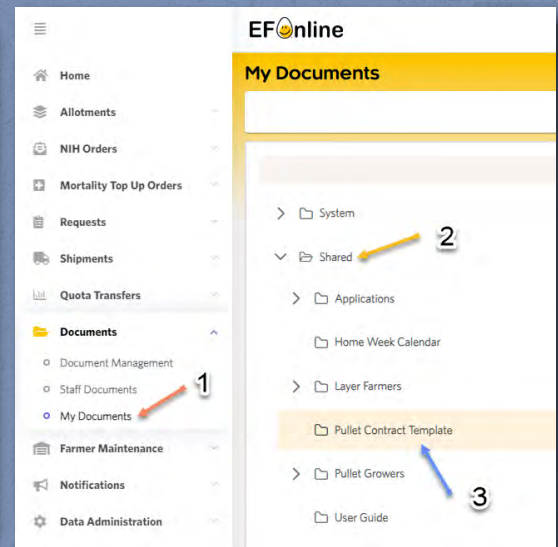 EFOnline
Home
My Documents
Allotments
NIH Orders
Mortality Top Up Orders
Requests
Shipments
Quota Transfers
Documents
Document Management
Staff Documents
My Documents
1
Farmer Maintenance
Notifications
Data Administration
System
2
Shared
Applications
Home Week Calendar
Layer Farmers
Pullet Contract Template
Pullet Growers
3
User Guide